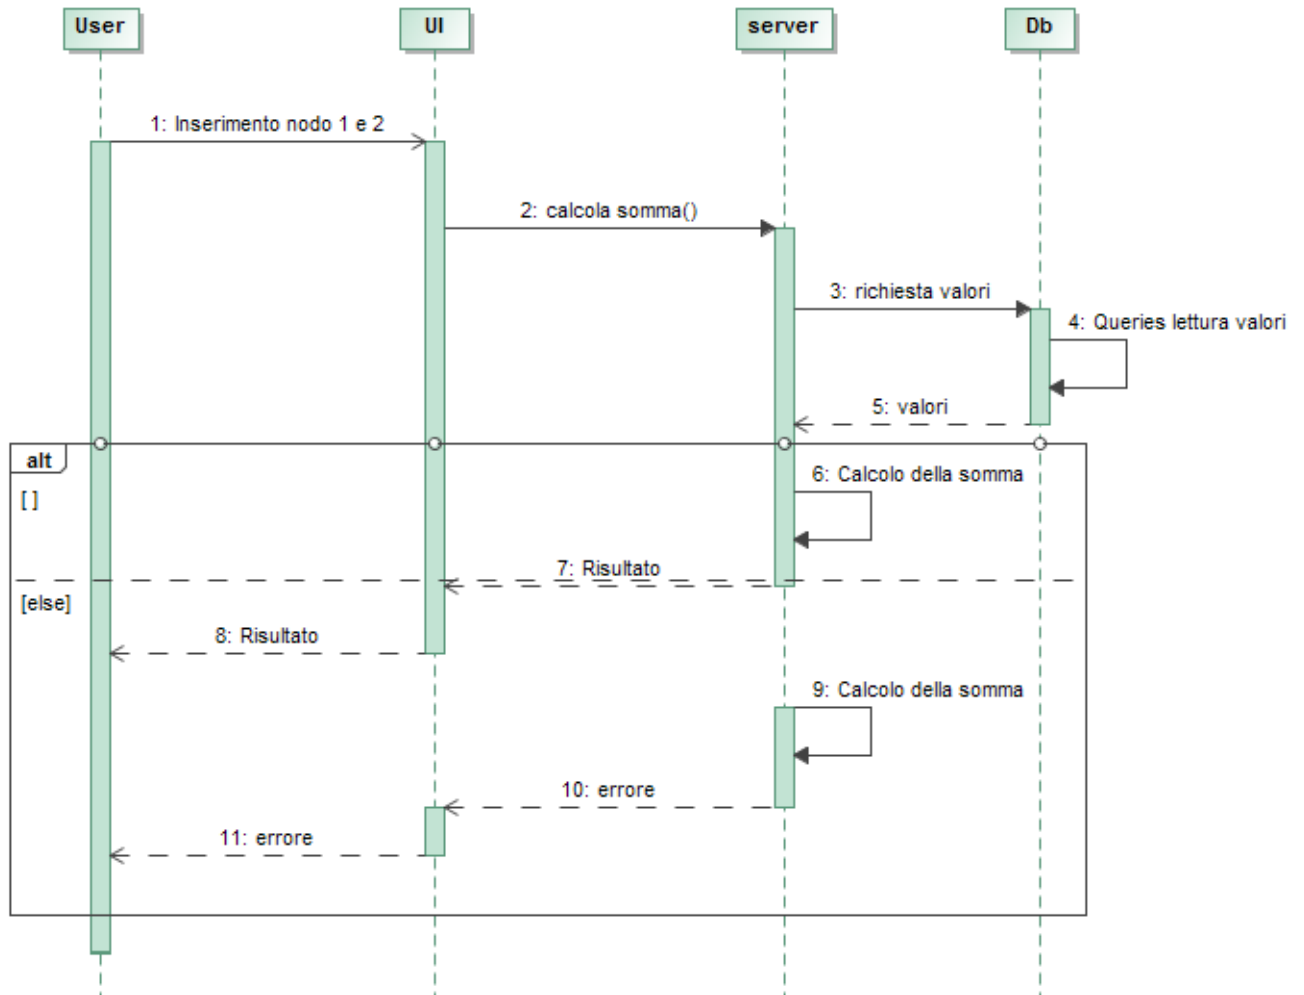 User
UI
server
Db
1: Inserimento nodo 1 e 2
2: calcola somma()
3: richiesta valori
4: Queries lettura valori
5: valori
alt
[ ]
6: Calcolo della somma
7: Risultato
[else]
8: Risultato
9: Calcolo della somma
10: errore
11: errore